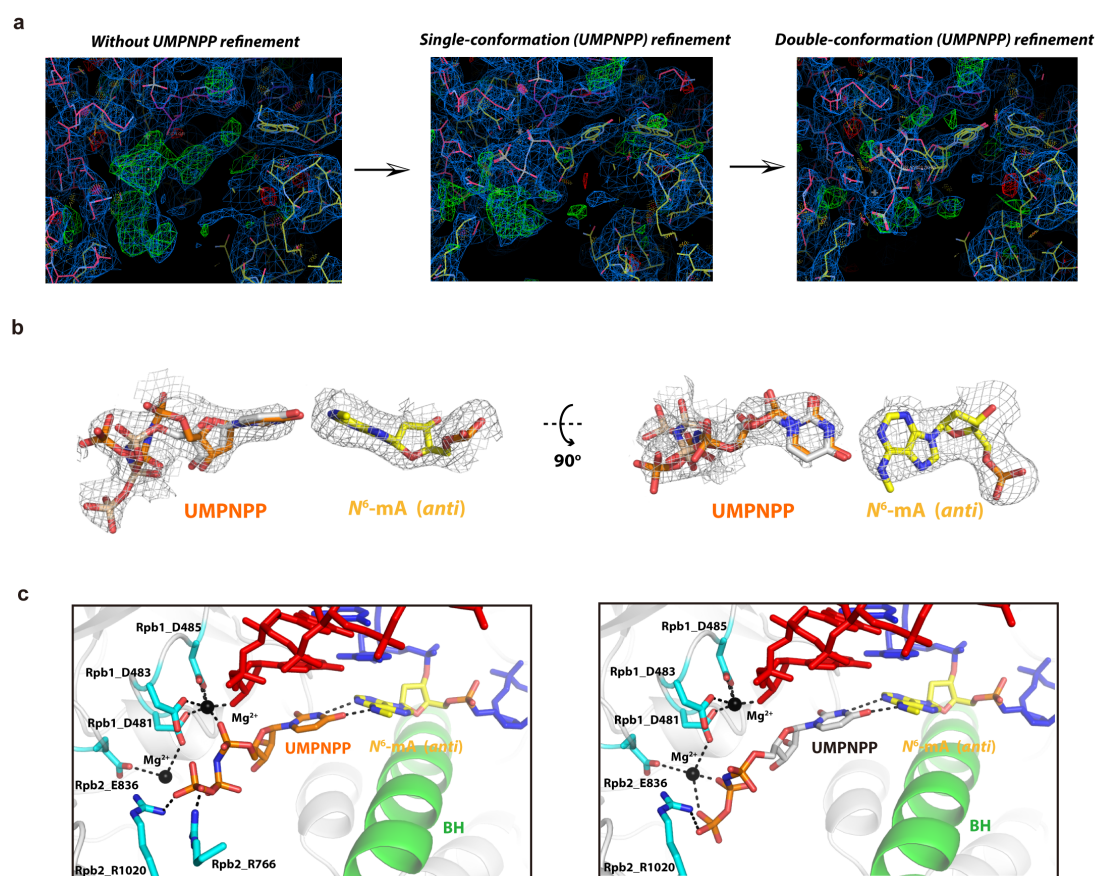 a
Without UMPNPP refinement
Single-conformation (UMPNPP) refinement
Double-conformation (UMPNPP) refinement
b
90º
UMPNPP
N⁶-mA (anti)
UMPNPP
N⁶-mA (anti)
c
Rpb1_D485
Rpb1_D483
Rpb1_D481
Mg²⁺
Mg²⁺
UMPNPP
N⁶-mA (anti)
Rpb2_E836
BH
Rpb2_R1020
Rpb2_R766
Rpb1_D485
Rpb1_D483
Rpb1_D481
Mg²⁺
Mg²⁺
UMPNPP
N⁶-mA (anti)
Rpb2_E836
BH
Rpb2_R1020